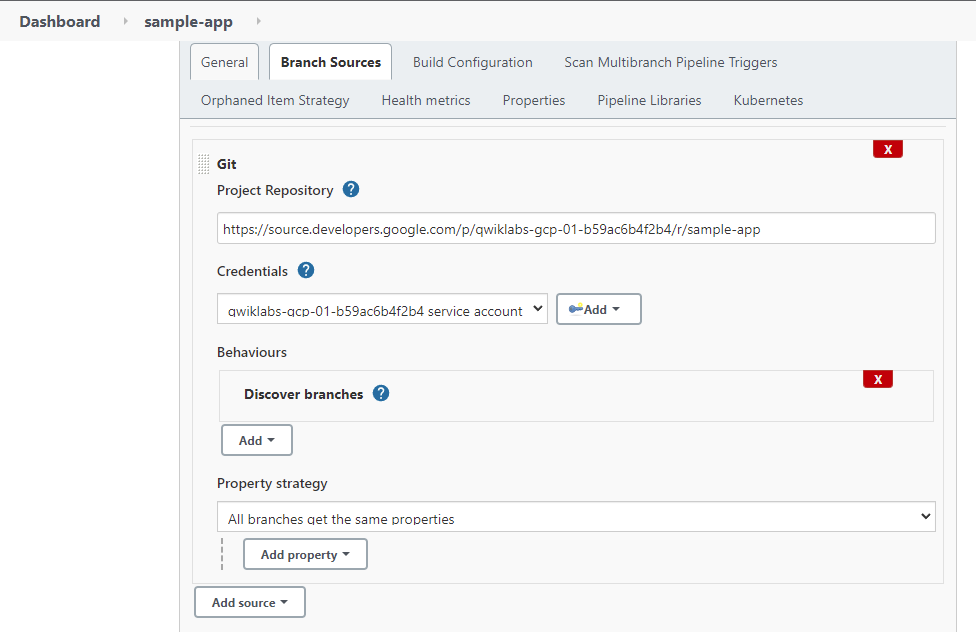 Dashboard sample-app
General Branch Sources Build Configuration Scan Multibranch Pipeline Triggers
Orphaned Item Strategy Health metrics Properties Pipeline Libraries Kubernetes
X
Git
Project Repository ?
https://source.developers.google.com/p/qwiklabs-gcp-01-b59ac6b4f2b4/r/sample-app
Credentials ?
qwiklabs-gcp-01-b59ac6b4f2b4 service account Add
Behaviours
X
Discover branches ?
Add
Property strategy
All branches get the same properties
Add property
Add source